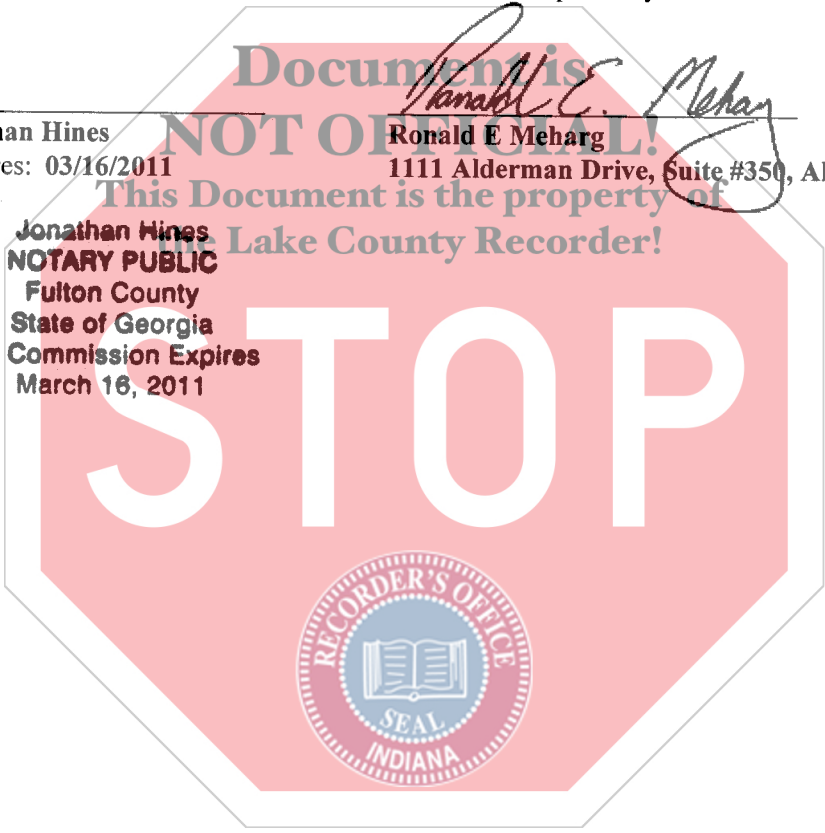 Document is
NOT OFFICIAL!
This Document is the property of
the Lake County Recorder!
Ronald E. Meharg
an Hines
es: 03/16/2011
Ronald E Meharg
1111 Alderman Drive, Suite #350, Al
Jonathan Hines
NOTARY PUBLIC
Fulton County
State of Georgia
Commission Expires
March 16, 2011
STOP
RECORDER'S OFFICE
SEAL
INDIANA